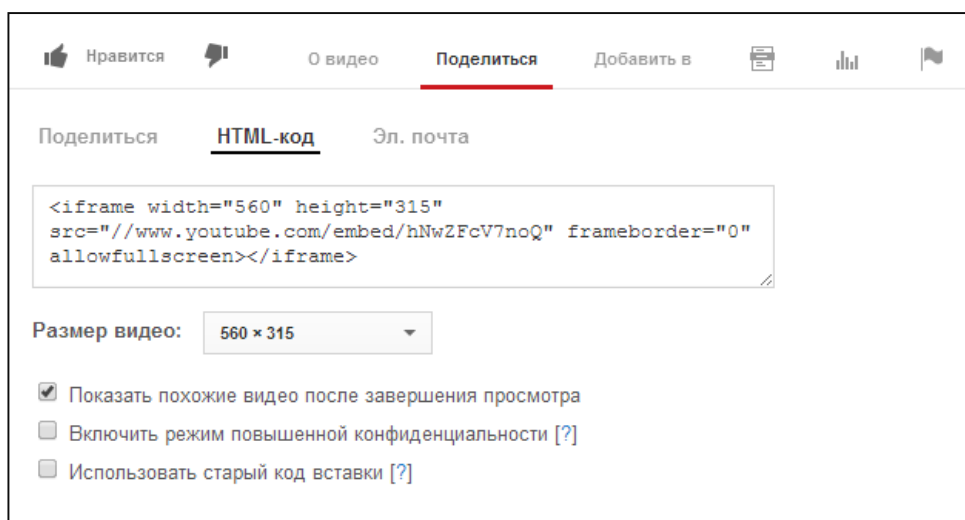 Нравится О видео Поделиться Добавить в
Поделиться HTML-код Эл. почта
<iframe width="560" height="315"
src="//www.youtube.com/embed/hNwZFcV7noQ" frameborder="0"
allowfullscreen></iframe>
Размер видео: 560 × 315
Показать похожие видео после завершения просмотра
Включить режим повышенной конфиденциальности [?]
Использовать старый код вставки [?]